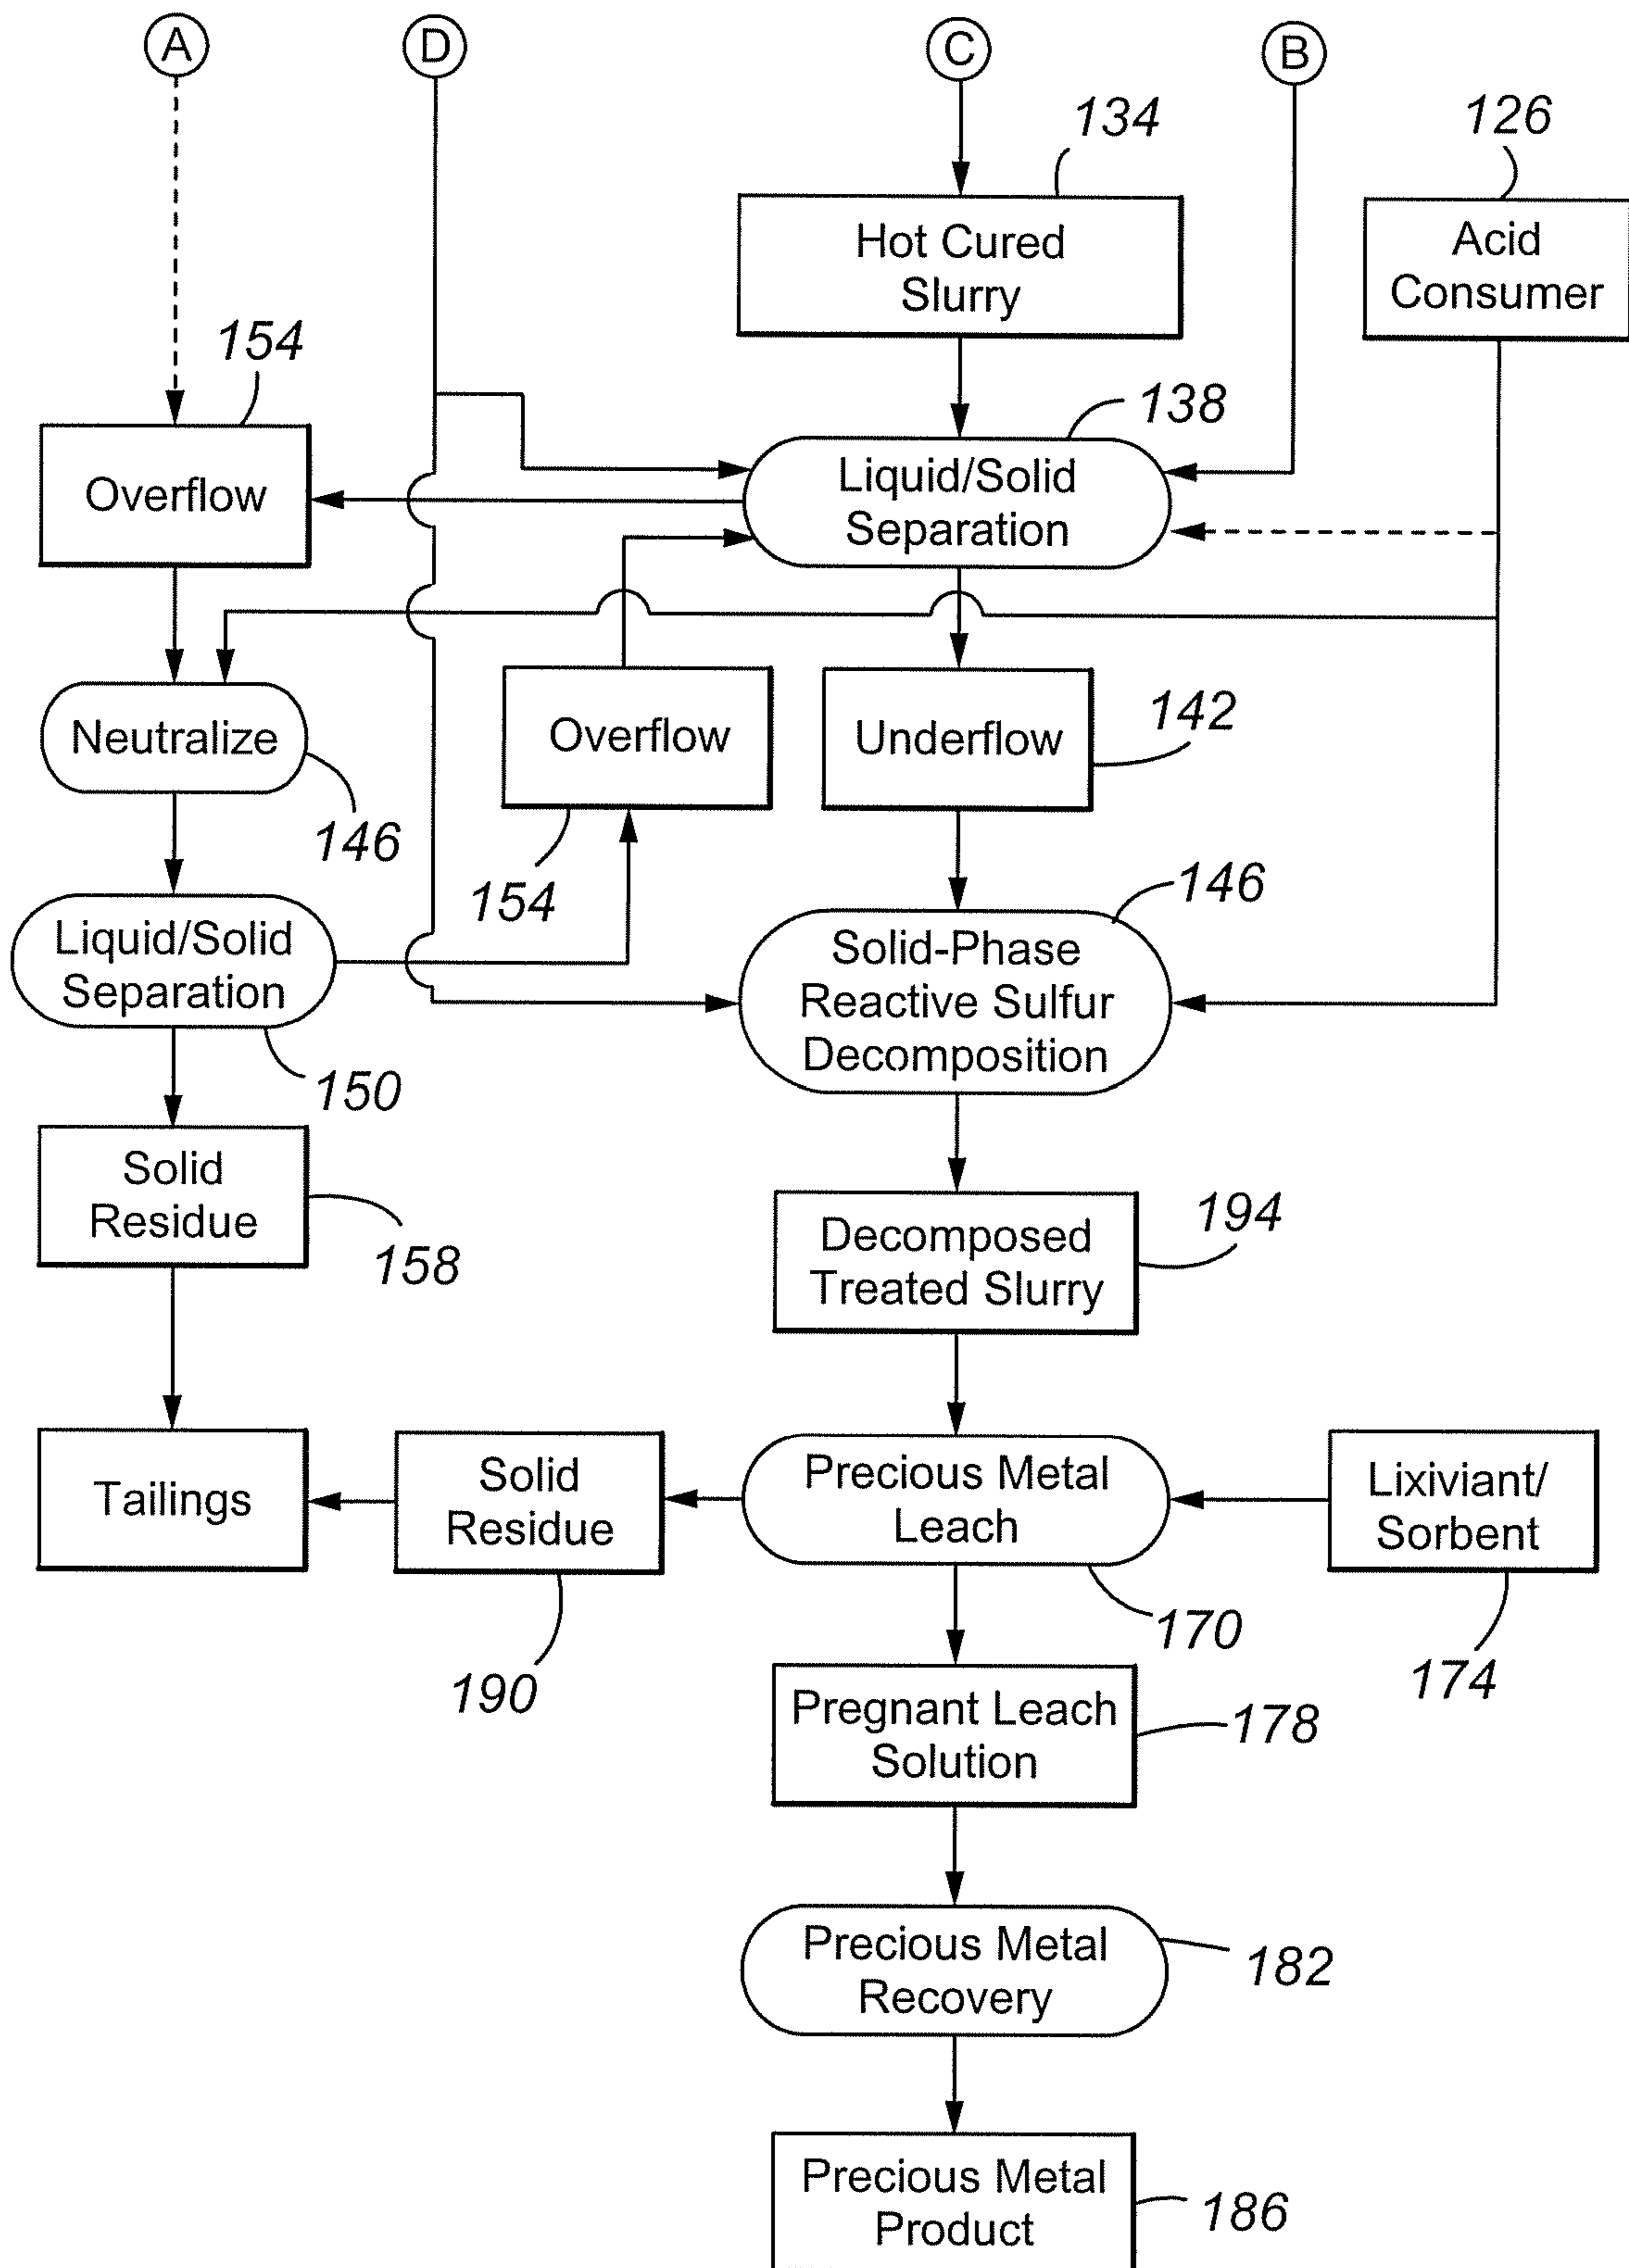 A
D
C
B
134
126
Hot Cured
Slurry
Acid
Consumer
154
138
Overflow
Liquid/Solid
Separation
Neutralize
146
Overflow
154
Underflow
142
146
Liquid/Solid
Separation
150
Solid-Phase
Reactive Sulfur
Decomposition
Solid
Residue
158
Decomposed
Treated Slurry
194
Tailings
Solid
Residue
190
Precious Metal
Leach
170
Lixiviant/
Sorbent
174
Pregnant Leach
Solution
178
Precious Metal
Recovery
182
Precious Metal
Product
186